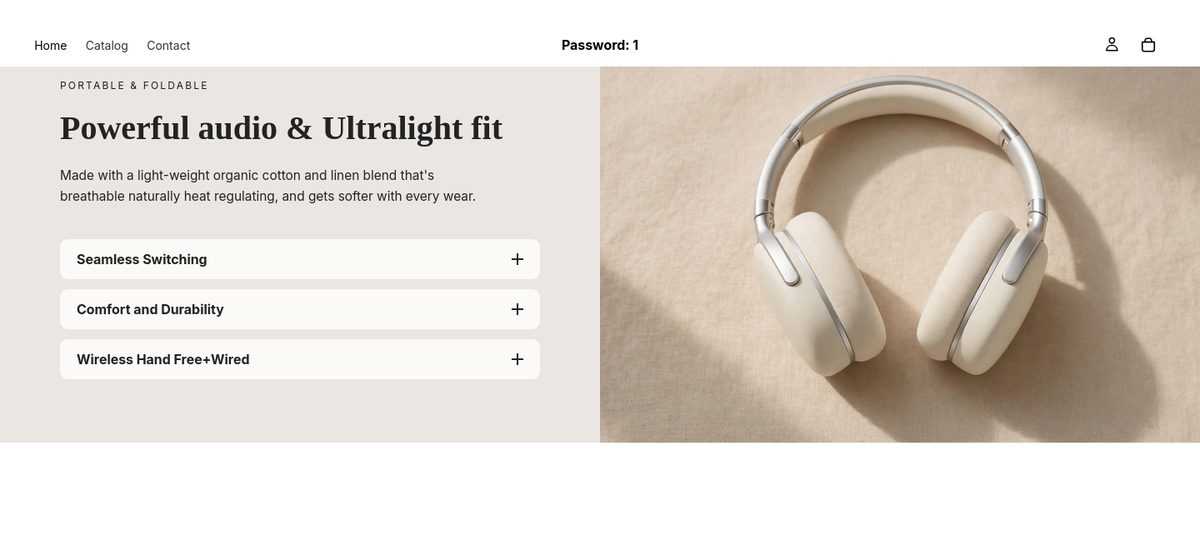 Home
Catalog
Contact
Password: 1
PORTABLE & FOLDABLE
Powerful audio & Ultralight fit
Made with a light-weight organic cotton and linen blend that's
breathable naturally heat regulating, and gets softer with every wear.
Seamless Switching
Comfort and Durability
Wireless Hand Free+Wired